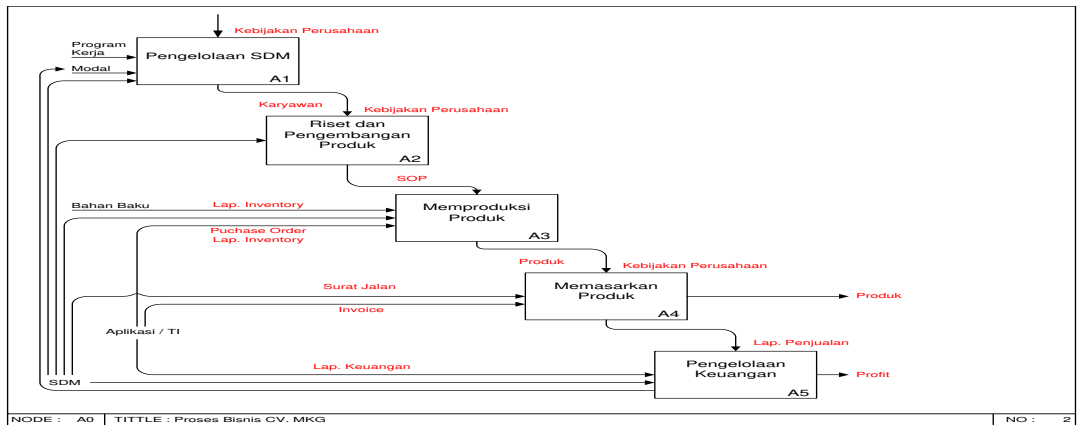 Kebijakan Perusahaan
Program
Kerja
Pengelolaan SDM
Modal
A1
Karyawan
Kebijakan Perusahaan
Riset dan
Pengembangan
Produk
A2
SOP
Bahan Baku
Lap. Inventory
Memproduksi
Produk
Puchase Order
Lap. Inventory
A3
Produk
Kebijakan Perusahaan
Surat Jalan
Memasarkan
Produk
Produk
Invoice
A4
Aplikasi / TI
Lap. Penjualan
Lap. Keuangan
Pengelolaan
Keuangan
Profit
SDM
A5
NODE : A0 TITTLE : Proses Bisnis CV. MKG NO : 2